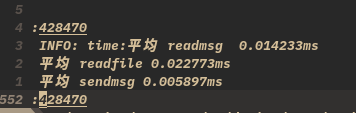 5
4 :428470
3 INFO: time:平均 readmsg 0.014233ms
2 平均 readfile 0.022773ms
1 平均 sendmsg 0.005897ms
552 :428470